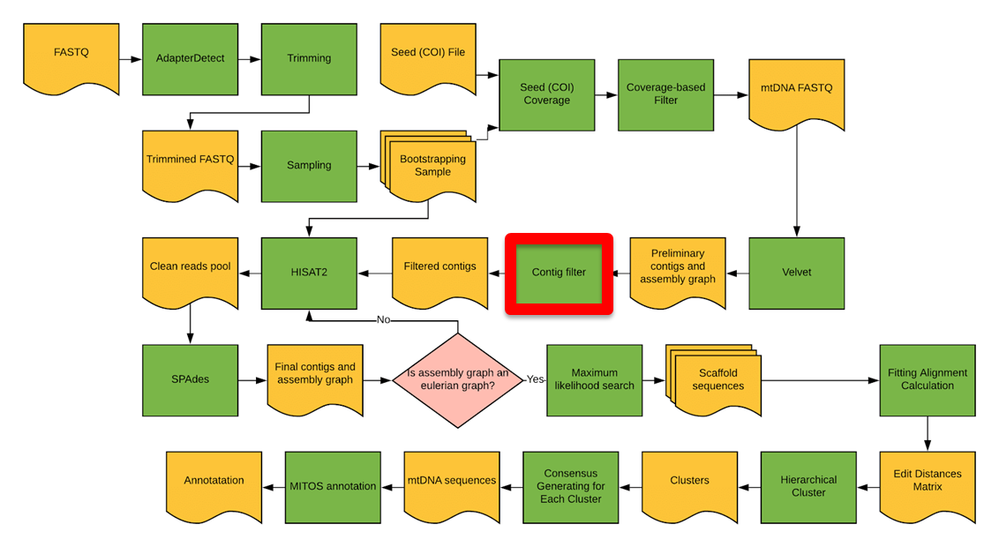 FASTQ
AdapterDetect
Trimming
Seed (COI) File
Seed (COI)
Coverage
Coverage-based
Filter
mtDNA FASTQ
Trimmined FASTQ
Sampling
Bootstrapping
Sample
Clean reads pool
HISAT2
Filtered contigs
Contig filter
Preliminary
contigs and
assembly graph
Velvet
No
SPAdes
Final contigs and
assembly graph
Is assembly graph an
eulerian graph?
Yes
Maximum
likelihood search
Scaffold
sequences
Fitting Alignment
Calculation
Annotatation
MITOS annotation
mtDNA sequences
Consensus
Generating for
Each Cluster
Clusters
Hierarchical
Cluster
Edit Distances
Matrix